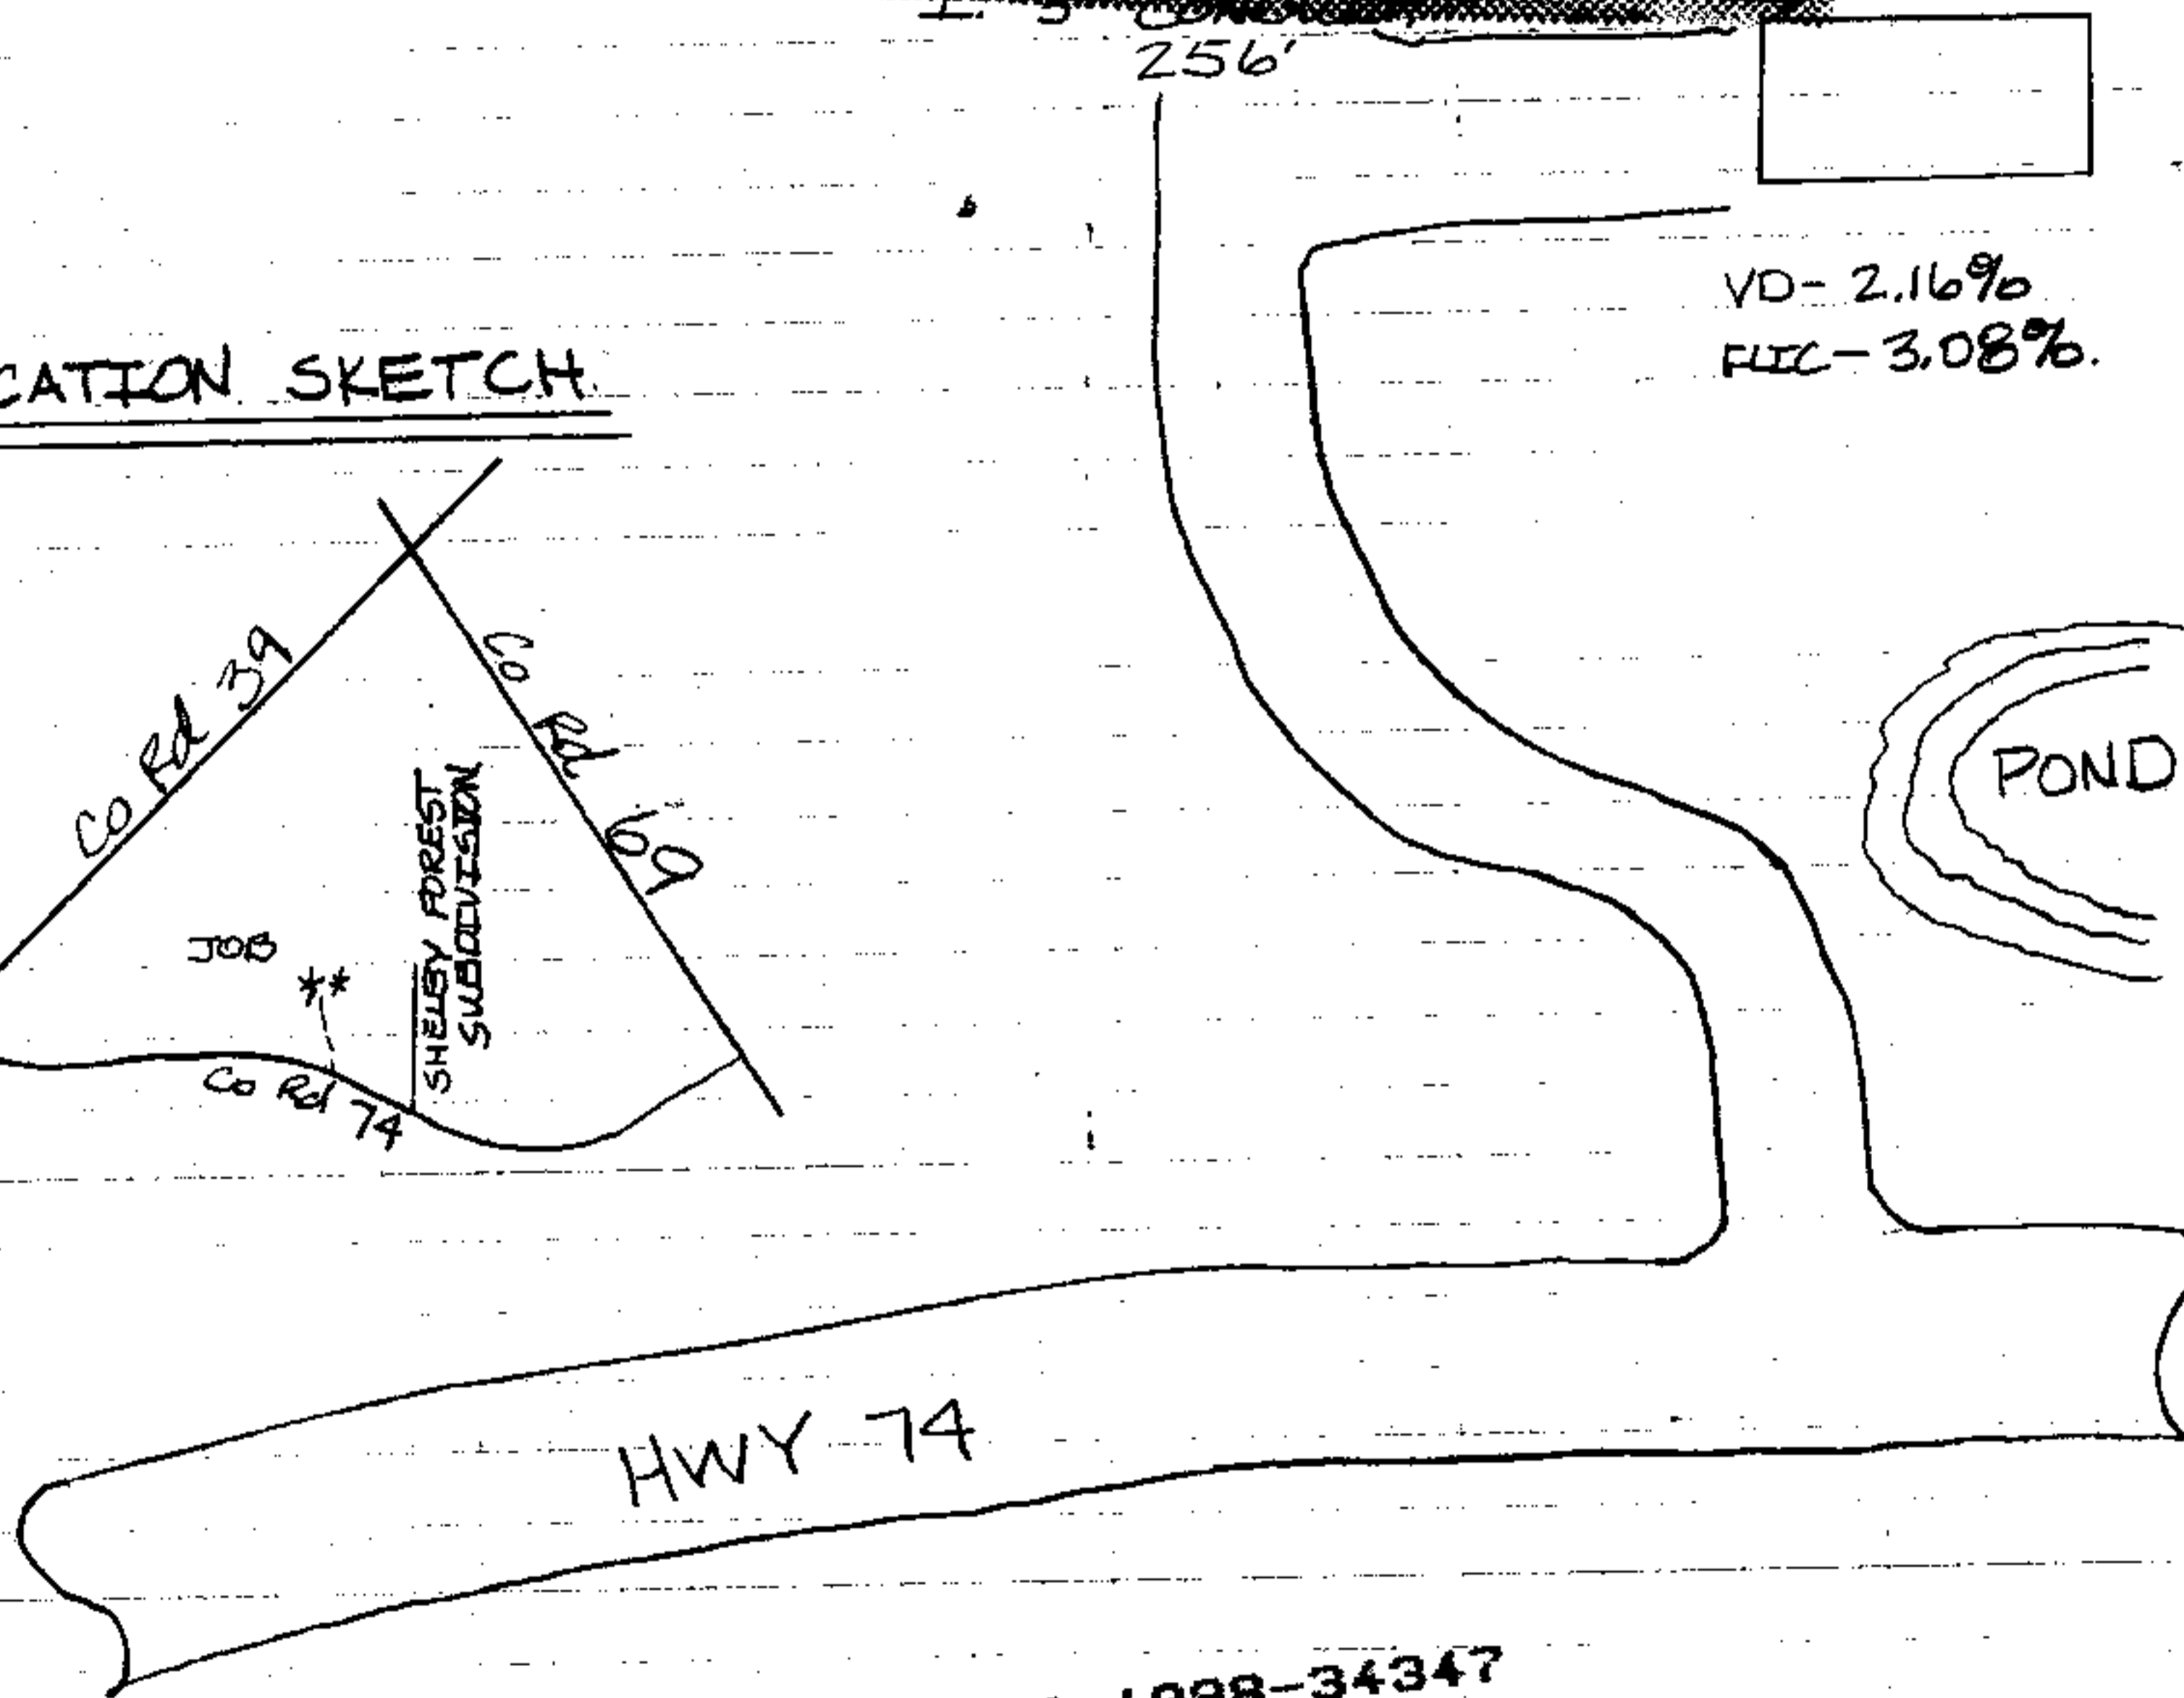 256'
VD- 2.16%
FLIC- 3.08%.
CATION SKETCH.
Co Rd 39
Co Rd 69
SHELBY FOREST
SUBDIVISION
POND
JOB
**
Co Rd 74
HWY 74
1998-34347